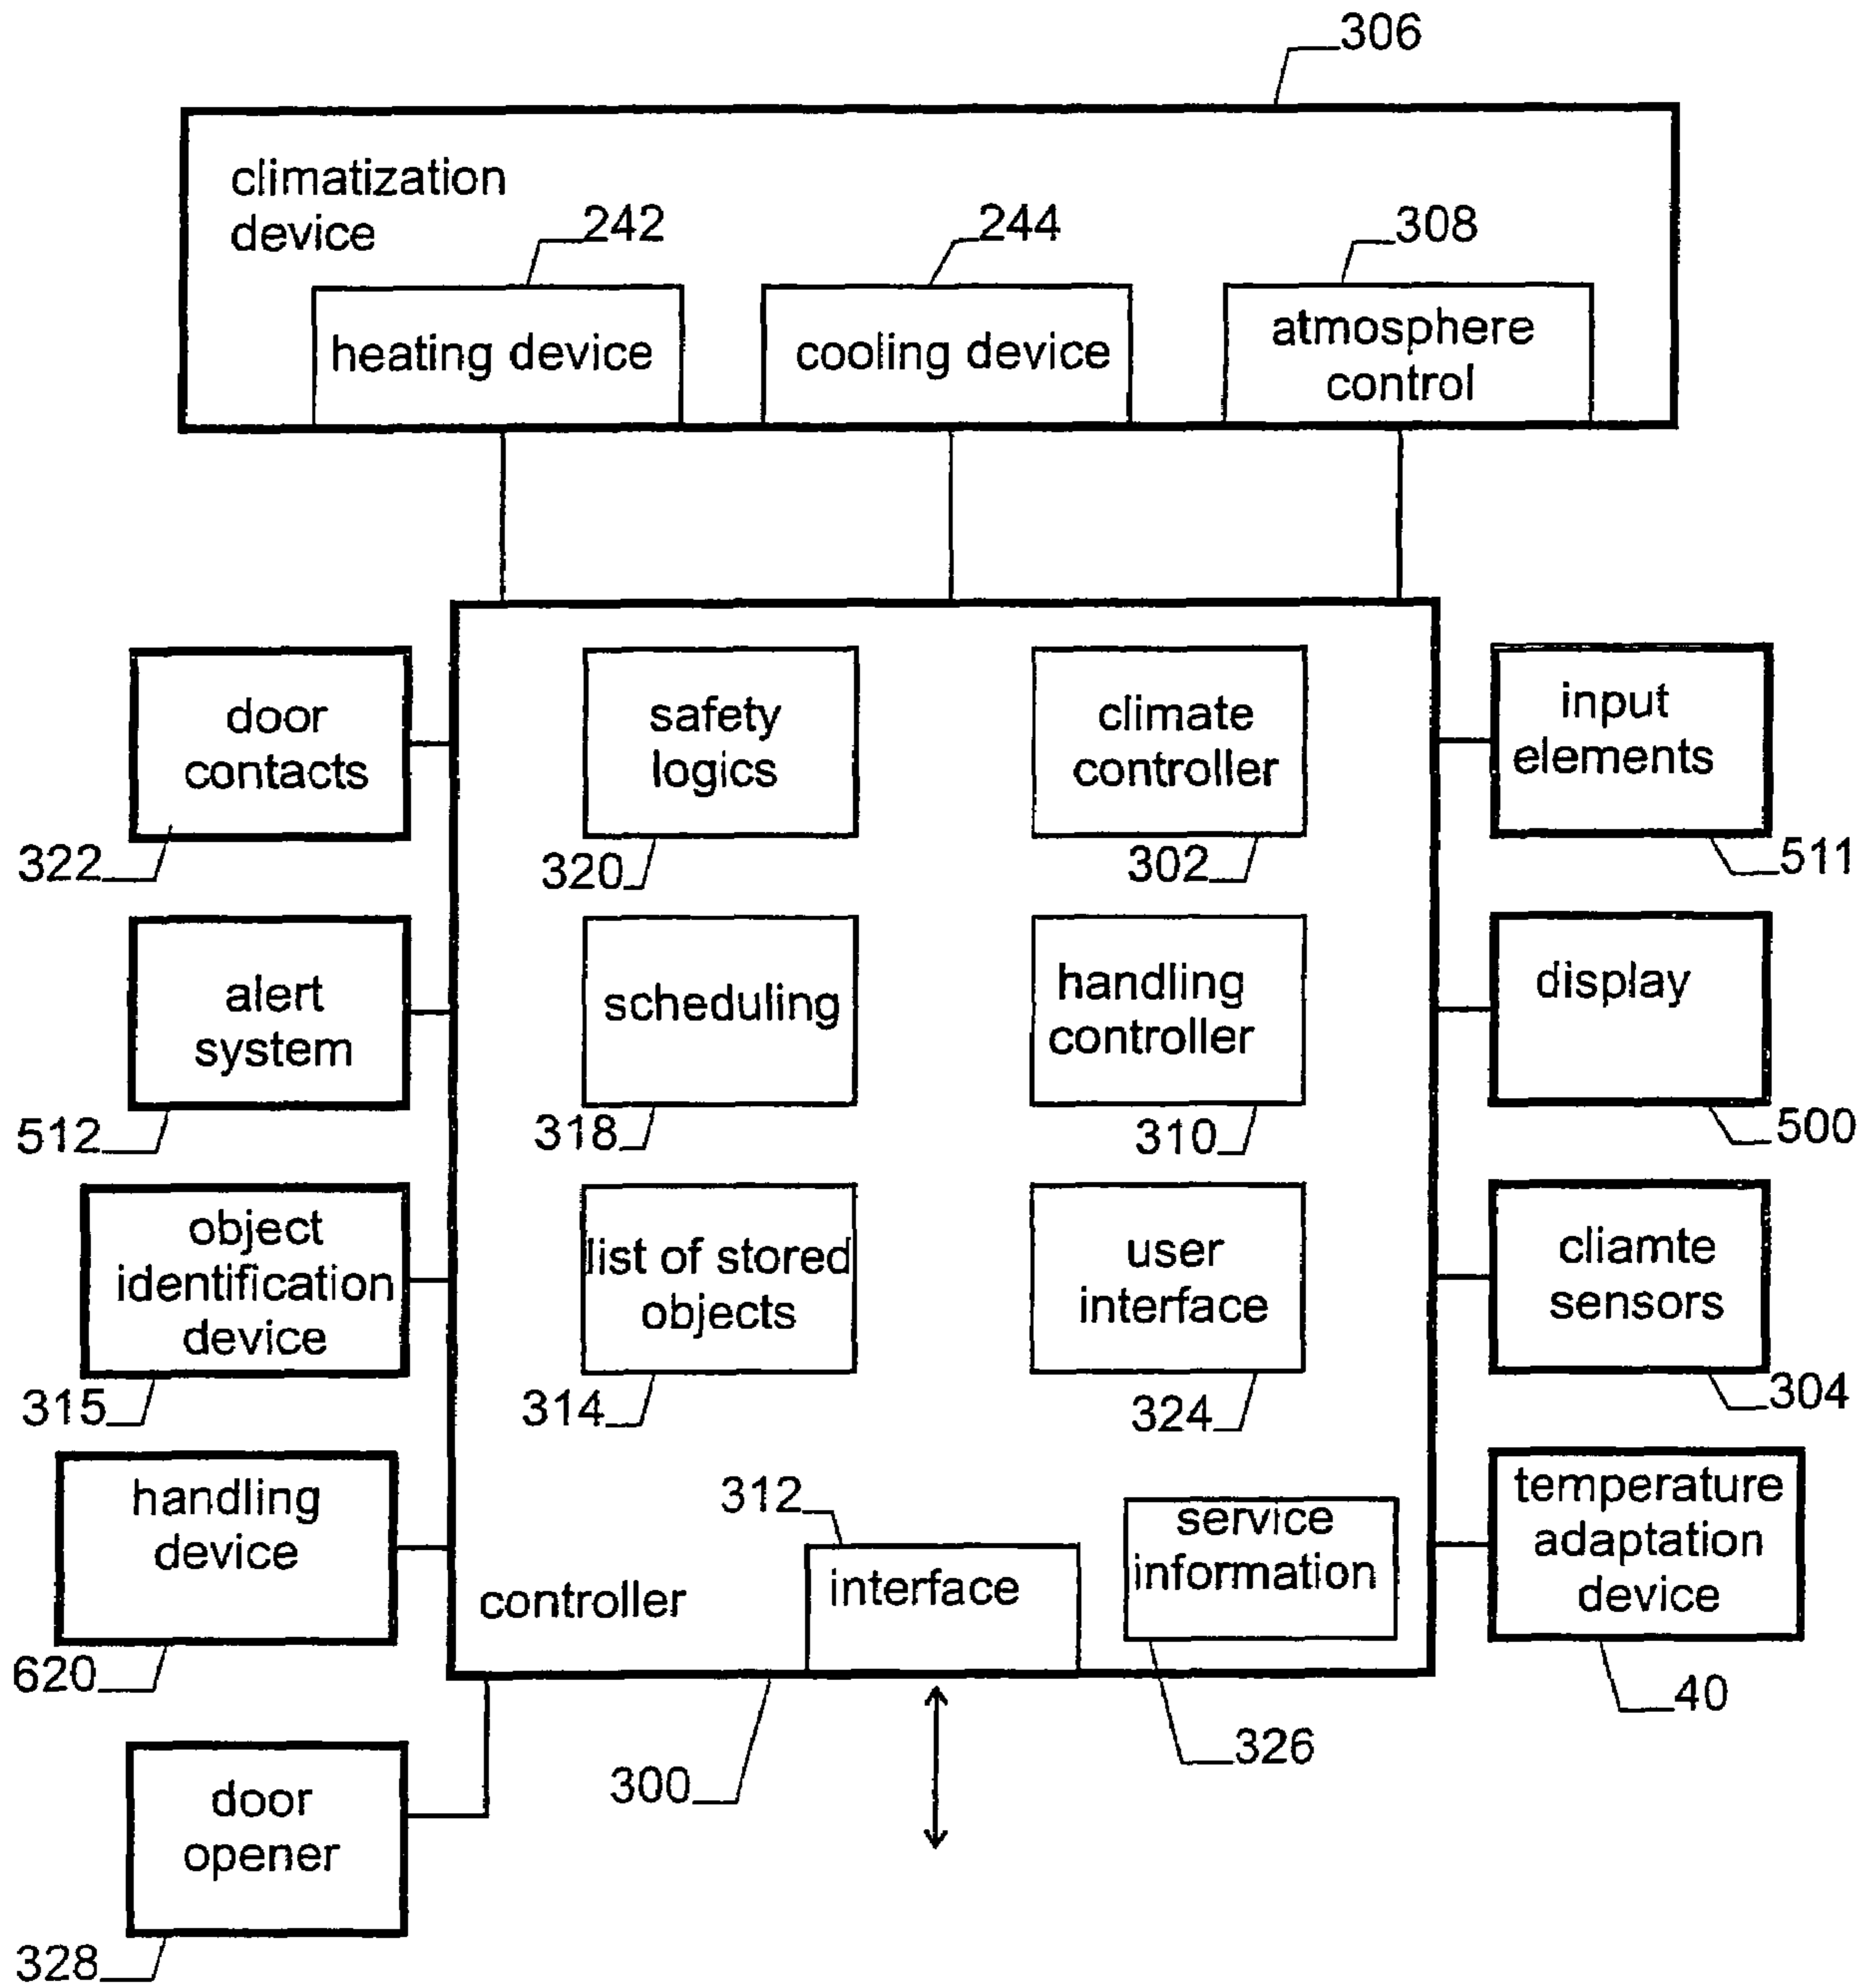 306
climatization
device
242
244
308
heating device
cooling device
atmosphere
control
door
contacts
322
safety
logics
320
climate
controller
302
input
elements
511
alert
system
512
scheduling
318
handling
controller
310
display
500
object
identification
device
315
list of stored
objects
314
user
interface
324
cliamte
sensors
304
handling
device
620
controller
312
interface
service
information
temperature
adaptation
device
40
300
326
door
opener
328